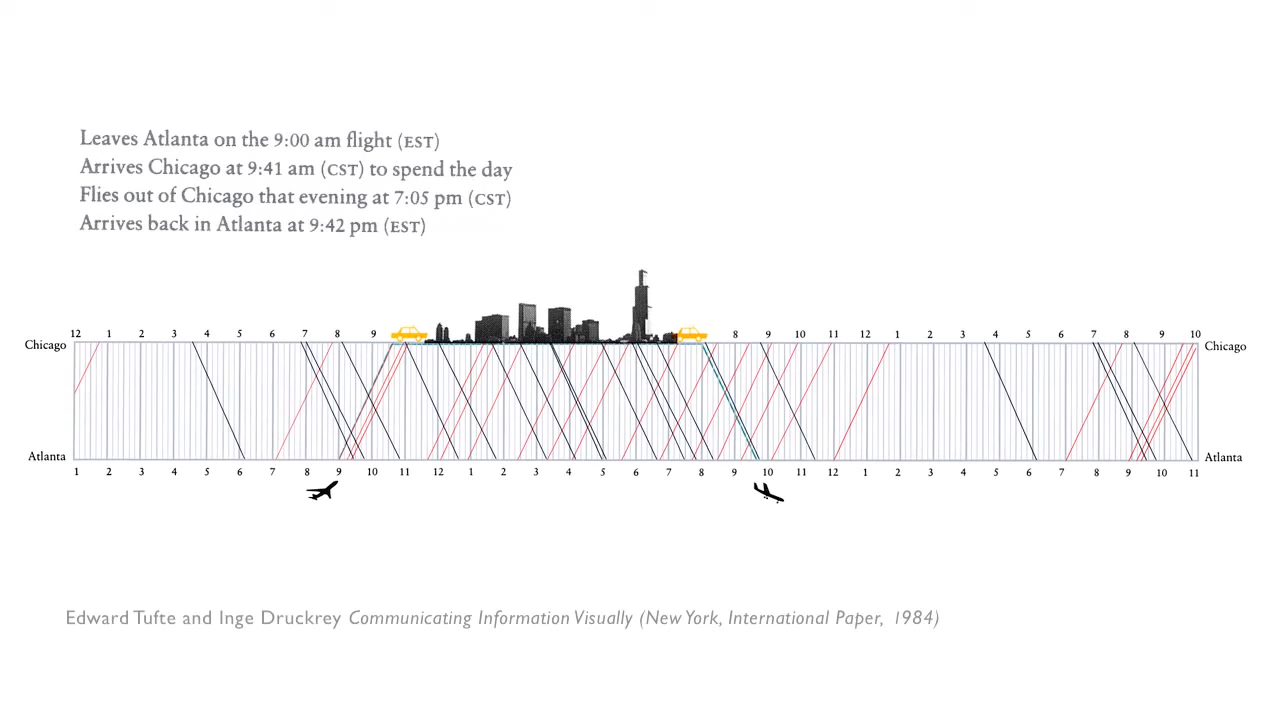 Leaves Atlanta on the 9:00 am flight (EST)
Arrives Chicago at 9:41 am (CST) to spend the day
Flies out of Chicago that evening at 7:05 pm (CST)
Arrives back in Atlanta at 9:42 pm (EST)
12 1 2 3 4 5 6 7 8 9 8 9 10 11 12 1 2 3 4 5 6 7 8 9 10
Chicago Chicago
Atlanta Atlanta
1 2 3 4 5 6 7 8 9 10 11 12 1 2 3 4 5 6 7 8 9 10 11 12 1 2 3 4 5 6 7 8 9 10 11
Edward Tufte and Inge Druckrey Communicating Information Visually (New York, International Paper, 1984)